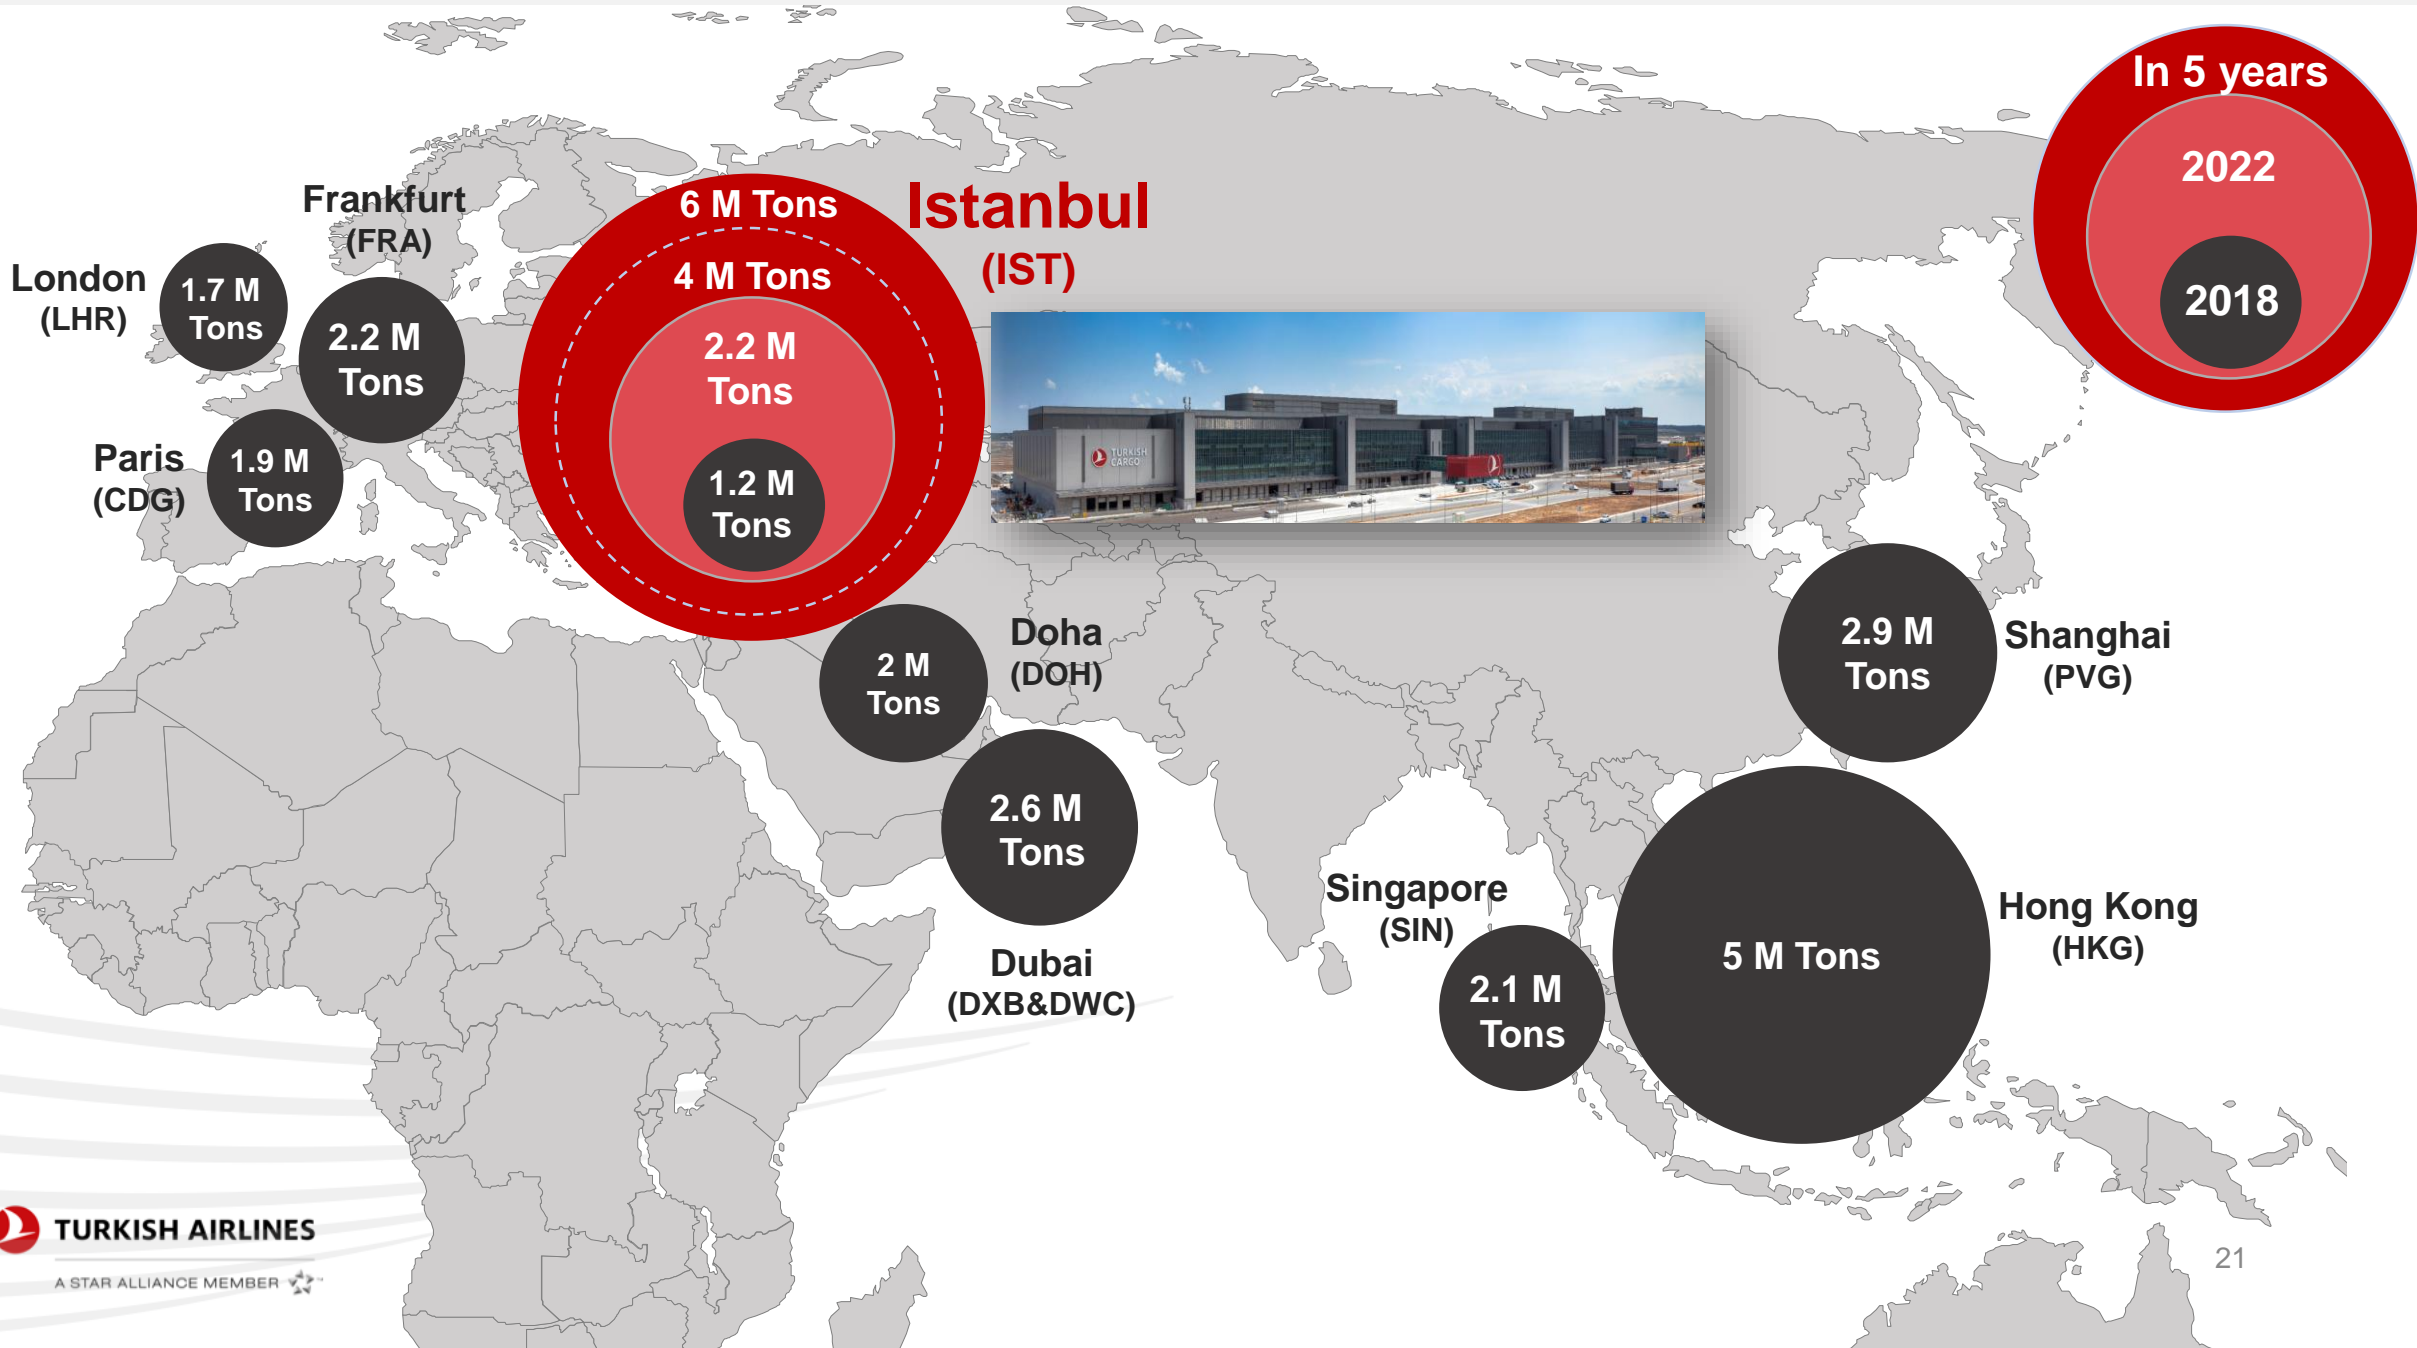 In 5 years
2022
2018
Frankfurt
(FRA)
2.2 M
Tons
London
(LHR)
1.7 M
Tons
Paris
(CDG)
1.9 M
Tons
Istanbul
(IST)
6 M Tons
4 M Tons
2.2 M
Tons
1.2 M
Tons
TURKISH
CARGO
Doha
(DOH)
2 M
Tons
2.6 M
Tons
Dubai
(DXB&DWC)
2.9 M
Tons
Shanghai
(PVG)
Singapore
(SIN)
2.1 M
Tons
5 M Tons
Hong Kong
(HKG)
TURKISH AIRLINES
A STAR ALLIANCE MEMBER
21